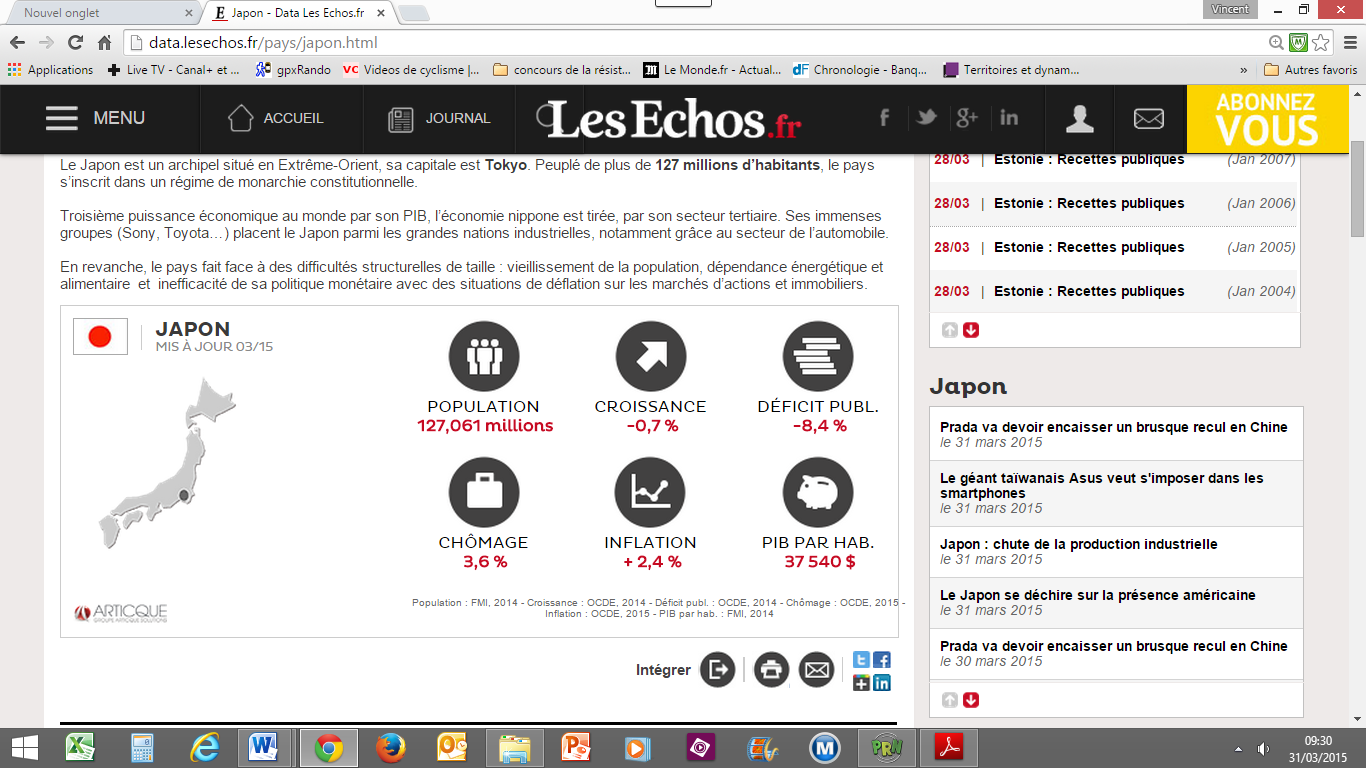 Nouvel onglet
Japon - Data Les Echos.fr
Vincent
data.lesechos.fr/pays/japon.html
Applications
Live TV - Canal+ et ...
gpxRando
Videos de cyclisme |...
concours de la résist...
Le Monde.fr - Actual...
Chronologie - Banq...
Territoires et dynam...
»
Autres favoris
MENU
ACCUEIL
JOURNAL
Les Echos.fr
ABONNEZ
VOUS
Le Japon est un archipel situé en Extrême-Orient, sa capitale est Tokyo. Peuplé de plus de 127 millions d'habitants, le pays
s'inscrit dans un régime de monarchie constitutionnelle.
Troisième puissance économique au monde par son PIB, l'économie nippone est tirée, par son secteur tertiaire. Ses immenses
groupes (Sony, Toyota…) placent le Japon parmi les grandes nations industrielles, notamment grâce au secteur de l'automobile.
En revanche, le pays fait face à des difficultés structurelles de taille : vieillissement de la population, dépendance énergétique et
alimentaire et inefficacité de sa politique monétaire avec des situations de déflation sur les marchés d'actions et immobiliers.
JAPON
MIS À JOUR 03/15
POPULATION
127,061 millions
CROISSANCE
-0,7 %
DÉFICIT PUBL.
-8,4 %
CHÔMAGE
3,6 %
INFLATION
+ 2,4 %
PIB PAR HAB.
37 540 $
ARTICQUE
GROUPE ARTICQUE SOLUTIONS
Population : FMI, 2014 - Croissance : OCDE, 2014 - Déficit publ. : OCDE, 2014 - Chômage : OCDE, 2015 -
Inflation : OCDE, 2015 - PIB par hab. : FMI, 2014
Intégrer
28/03 | Estonie : Recettes publiques (Jan 2007)
28/03 | Estonie : Recettes publiques (Jan 2006)
28/03 | Estonie : Recettes publiques (Jan 2005)
28/03 | Estonie : Recettes publiques (Jan 2004)
Japon
Prada va devoir encaisser un brusque recul en Chine
le 31 mars 2015
Le géant taïwanais Asus veut s'imposer dans les
smartphones
le 31 mars 2015
Japon : chute de la production industrielle
le 31 mars 2015
Le Japon se déchire sur la présence américaine
le 31 mars 2015
Prada va devoir encaisser un brusque recul en Chine
le 30 mars 2015
09:30
31/03/2015